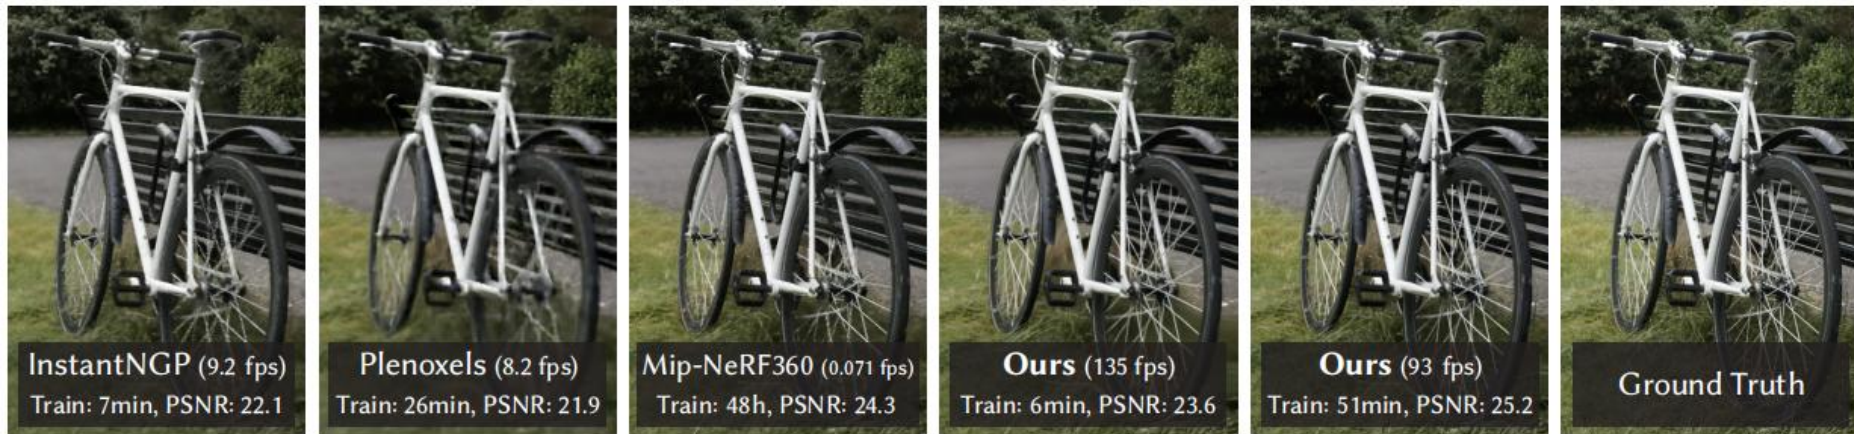 InstantNGP (9.2 fps)
Train: 7min, PSNR: 22.1
Plenoxels (8.2 fps)
Train: 26min, PSNR: 21.9
Mip-NeRF360 (0.071 fps)
Train: 48h, PSNR: 24.3
Ours (135 fps)
Train: 6min, PSNR: 23.6
Ours (93 fps)
Train: 51min, PSNR: 25.2
Ground Truth